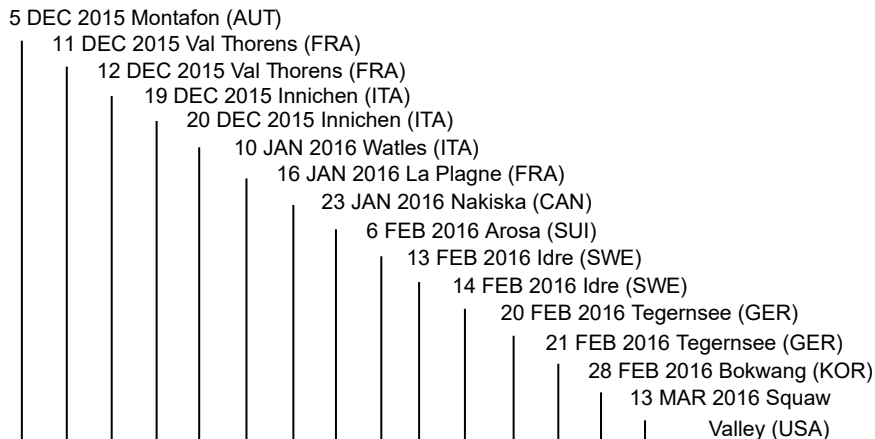 5 DEC 2015 Montafon (AUT)
11 DEC 2015 Val Thorens (FRA)
12 DEC 2015 Val Thorens (FRA)
19 DEC 2015 Innichen (ITA)
20 DEC 2015 Innichen (ITA)
10 JAN 2016 Watles (ITA)
16 JAN 2016 La Plagne (FRA)
23 JAN 2016 Nakiska (CAN)
6 FEB 2016 Arosa (SUI)
13 FEB 2016 Idre (SWE)
14 FEB 2016 Idre (SWE)
20 FEB 2016 Tegernsee (GER)
21 FEB 2016 Tegernsee (GER)
28 FEB 2016 Bokwang (KOR)
13 MAR 2016 Squaw
Valley (USA)